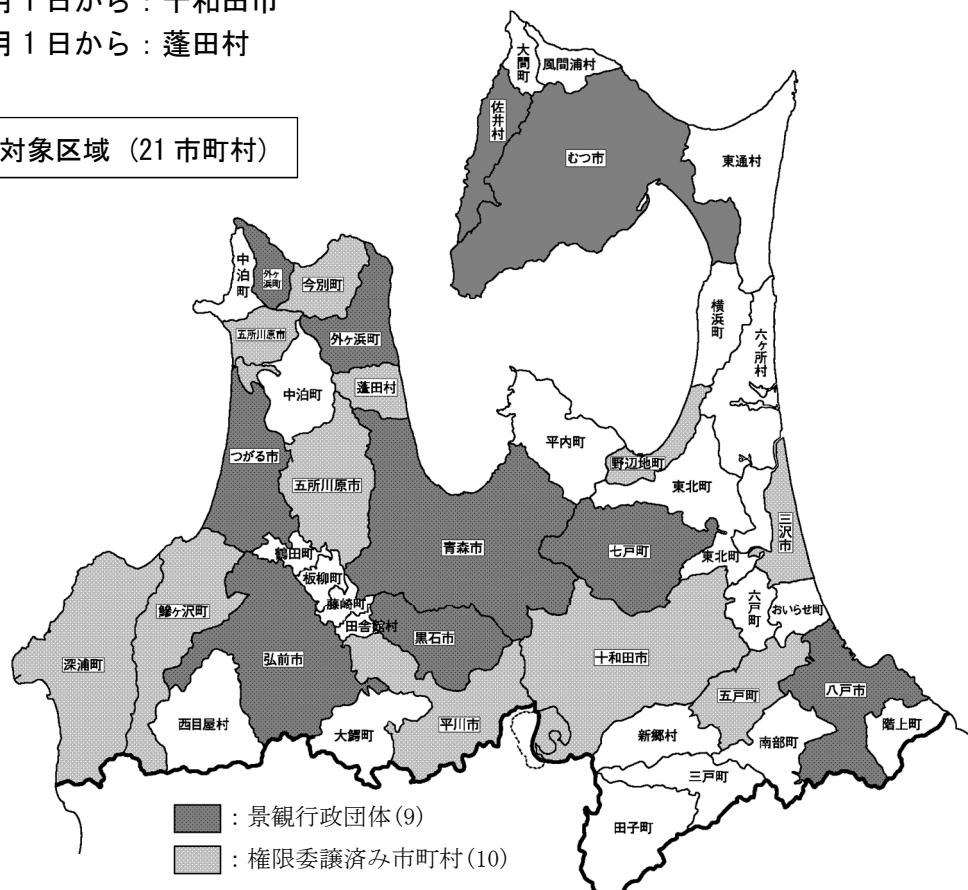 月１日から：十和田市
月１日から：蓬田村
対象区域（21 市町村）
大間町
風間浦村
佐井村
むつ市
東通村
中泊町
外ヶ浜町
今別町
横浜町
五所川原市
外ヶ浜町
六ヶ所村
中泊町
蓬田村
平内町
野辺地町
つがる市
五所川原市
東北町
三沢市
青森市
七戸町
鶴田町
東北町
板柳町
藤崎町
六戸町
おいらせ町
鰺ヶ沢町
田舎館村
黒石市
深浦町
弘前市
十和田市
五戸町
八戸市
西目屋村
大鰐町
平川市
新郷村
南部町
階上町
三戸町
田子町
：景観行政団体(9)
：権限委譲済み市町村(10)